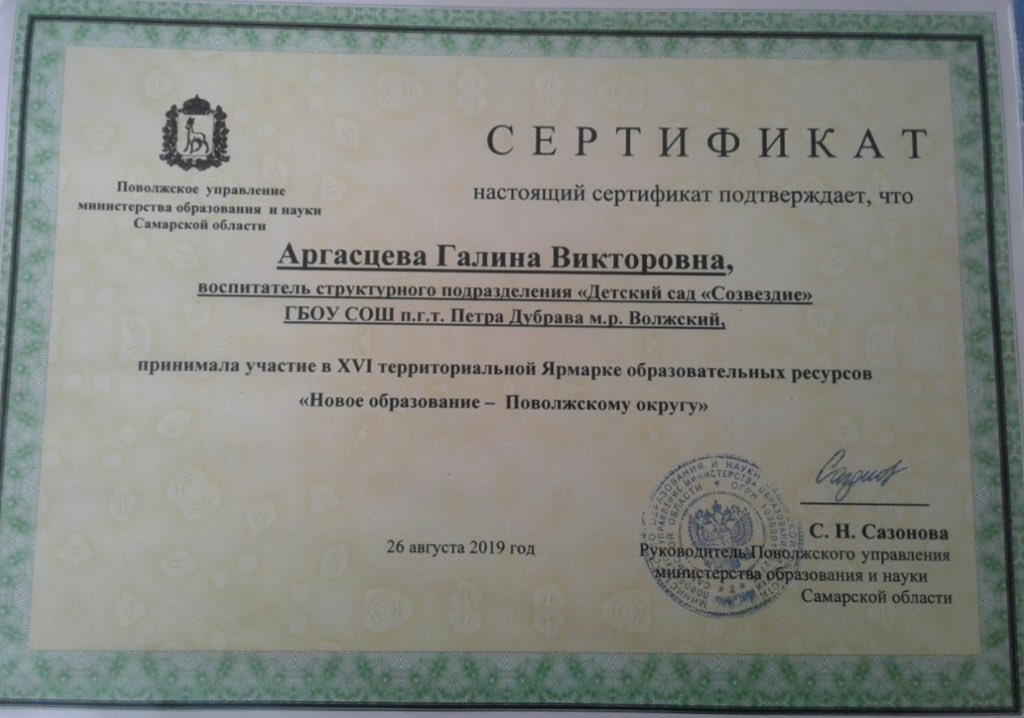 Поволжское управление
министерства образования и науки
Самарской области
СЕРТИФИКАТ
настоящий сертификат подтверждает, что
Аргасцева Галина Викторовна,
воспитатель структурного подразделения «Детский сад «Созвездие»
ГБОУ СОШ п.г.т. Петра Дубрава м.р. Волжский,
принимала участие в XVI территориальной Ярмарке образовательных ресурсов
«Новое образование – Поволжскому округу»
26 августа 2019 год
С. Н. Сазонова
Руководитель Поволжского управления
министерства образования и науки
Самарской области